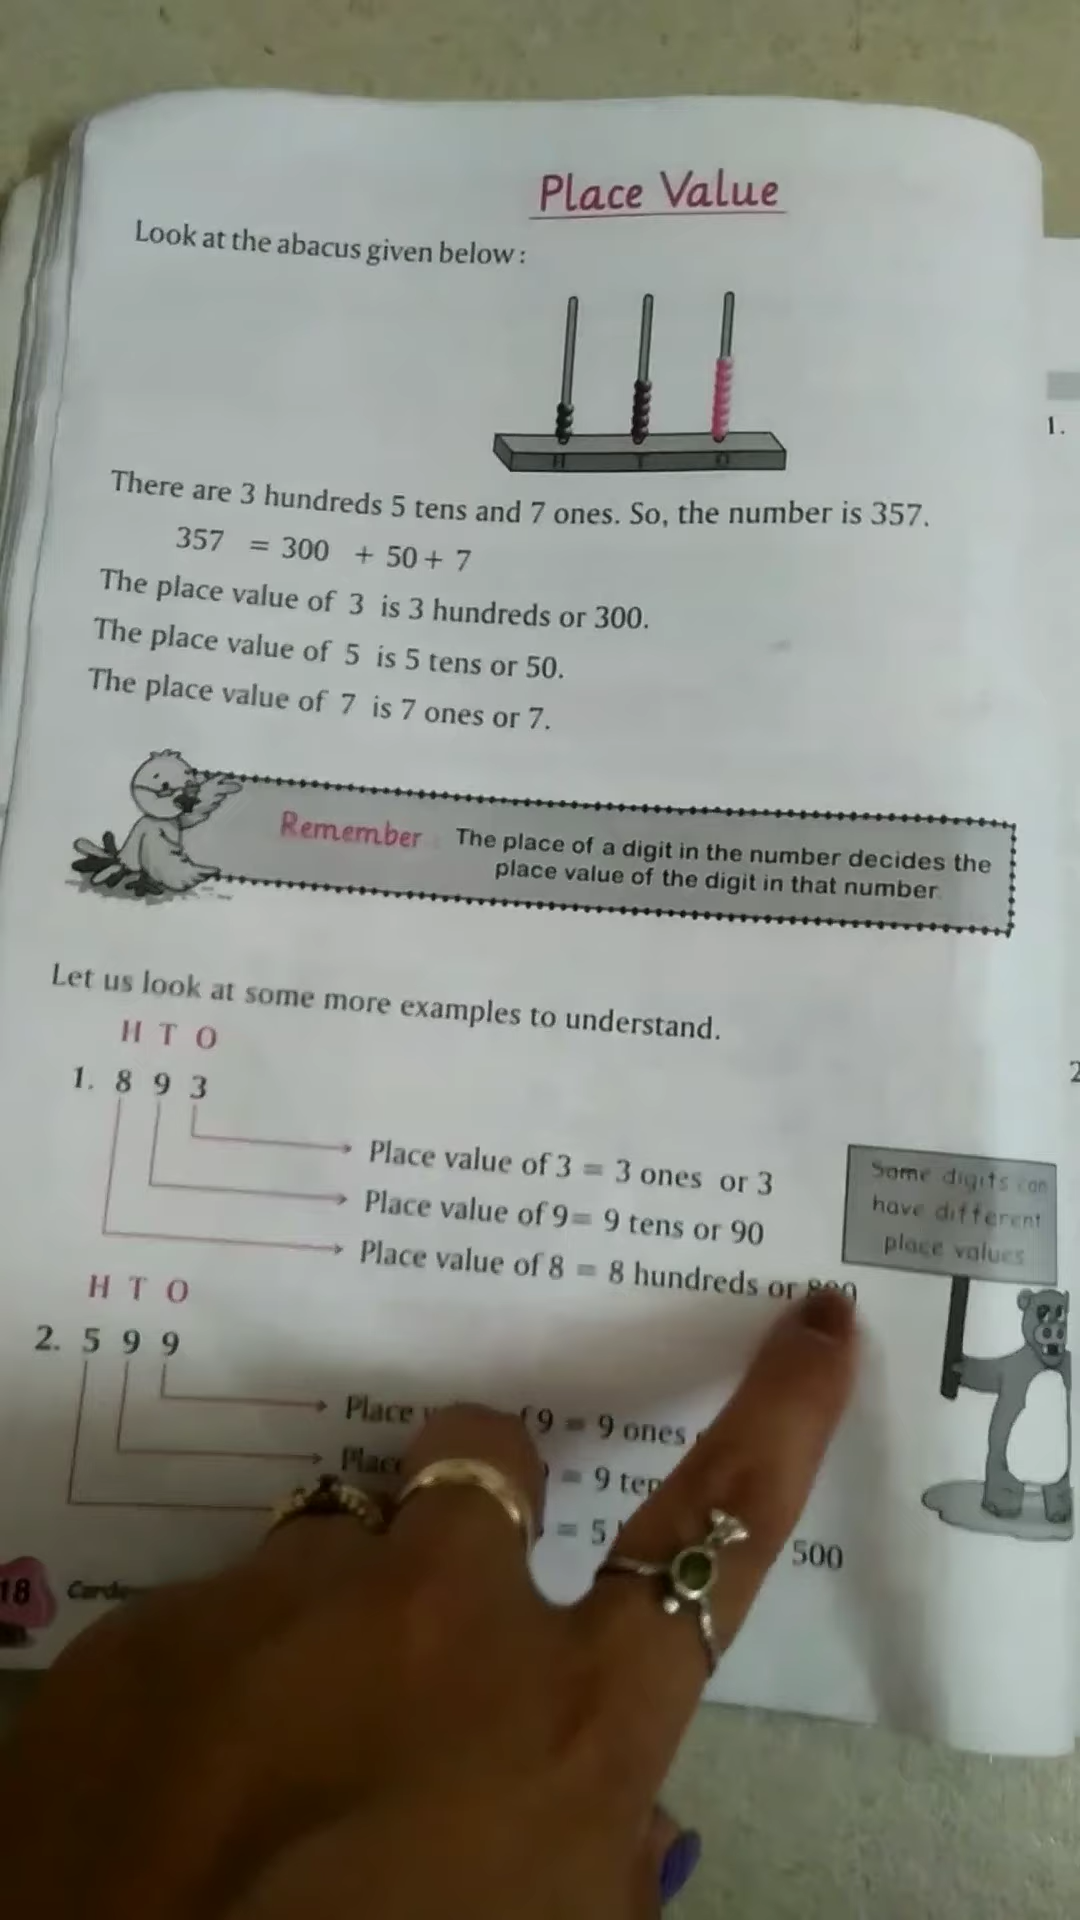 Place Value
Look at the abacus given below :
H T O
There are 3 hundreds 5 tens and 7 ones. So, the number is 357.
357 = 300 + 50 + 7
The place value of 3 is 3 hundreds or 300.
The place value of 5 is 5 tens or 50.
The place value of 7 is 7 ones or 7.
Remember The place of a digit in the number decides the
place value of the digit in that number.
Let us look at some more examples to understand.
H T O
1. 8 9 3
Place value of 3 = 3 ones or 3
Place value of 9= 9 tens or 90
Place value of 8 = 8 hundreds or 800
Same digits can
have different
place values
H T O
2. 5 9 9
Place 9 = 9 ones
Place = 9
= 5 500
18
1.
2